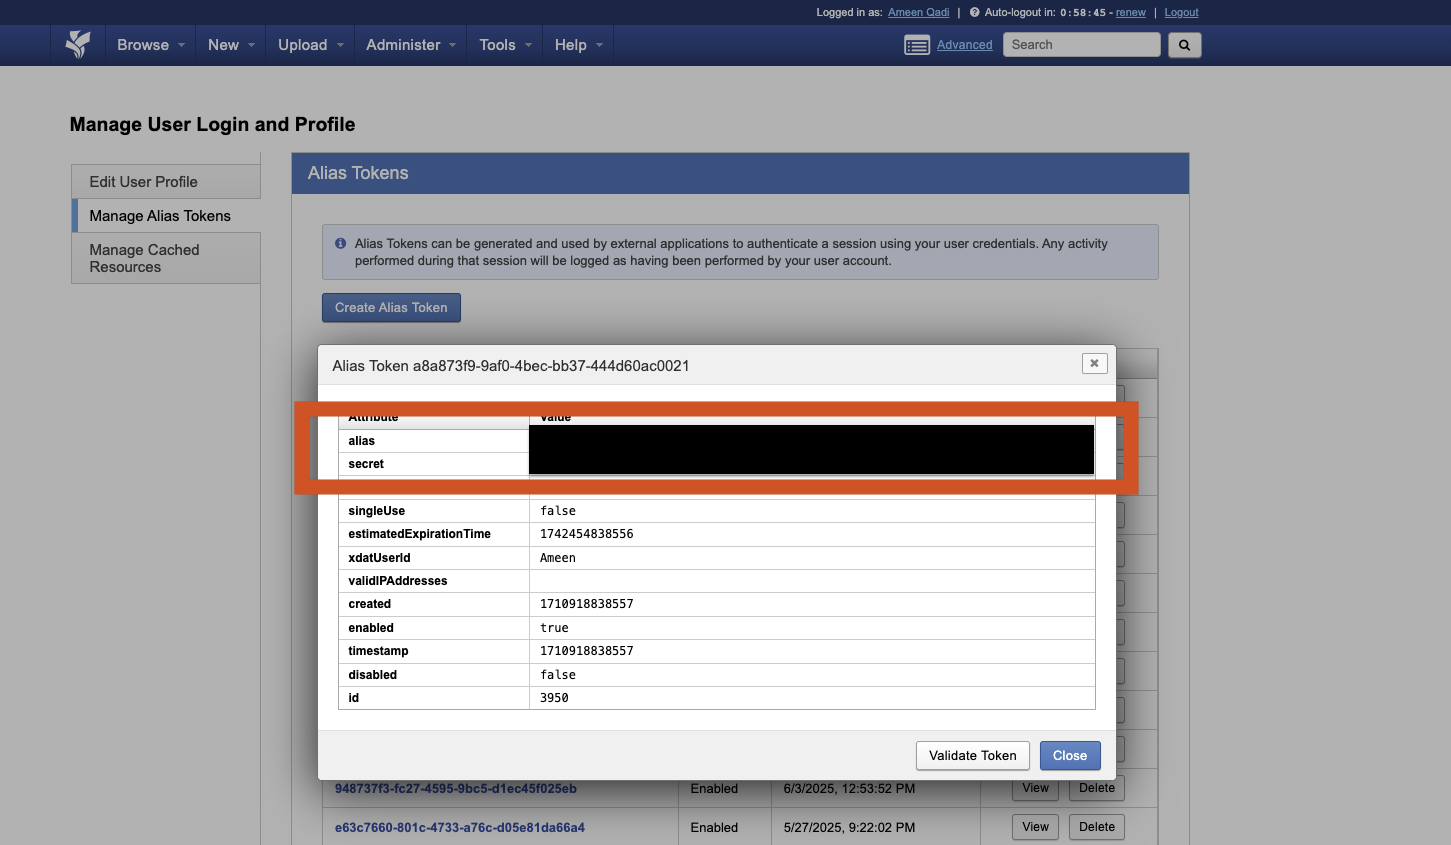 Logged in as: Ameen Qadi | Auto-logout in: 0:58:45 - renew | Logout
Browse New Upload Administer Tools Help Advanced Search
Manage User Login and Profile
Edit User Profile
Manage Alias Tokens
Manage Cached
Resources
Alias Tokens
Alias Tokens can be generated and used by external applications to authenticate a session using your user credentials. Any activity
performed during that session will be logged as having been performed by your user account.
Create Alias Token
Alias Token a8a873f9-9af0-4bec-bb37-444d60ac0021
Attribute Value
alias
secret
singleUse false
estimatedExpirationTime 1742454838556
xdatUserId Ameen
validIPAddresses
created 1710918838557
enabled true
timestamp 1710918838557
disabled false
id 3950
Validate Token Close
948737f3-fc27-4595-9bc5-d1ec45f025eb Enabled 6/3/2025, 12:53:52 PM View Delete
e63c7660-801c-4733-a76c-d05e81da66a4 Enabled 5/27/2025, 9:22:02 PM View Delete